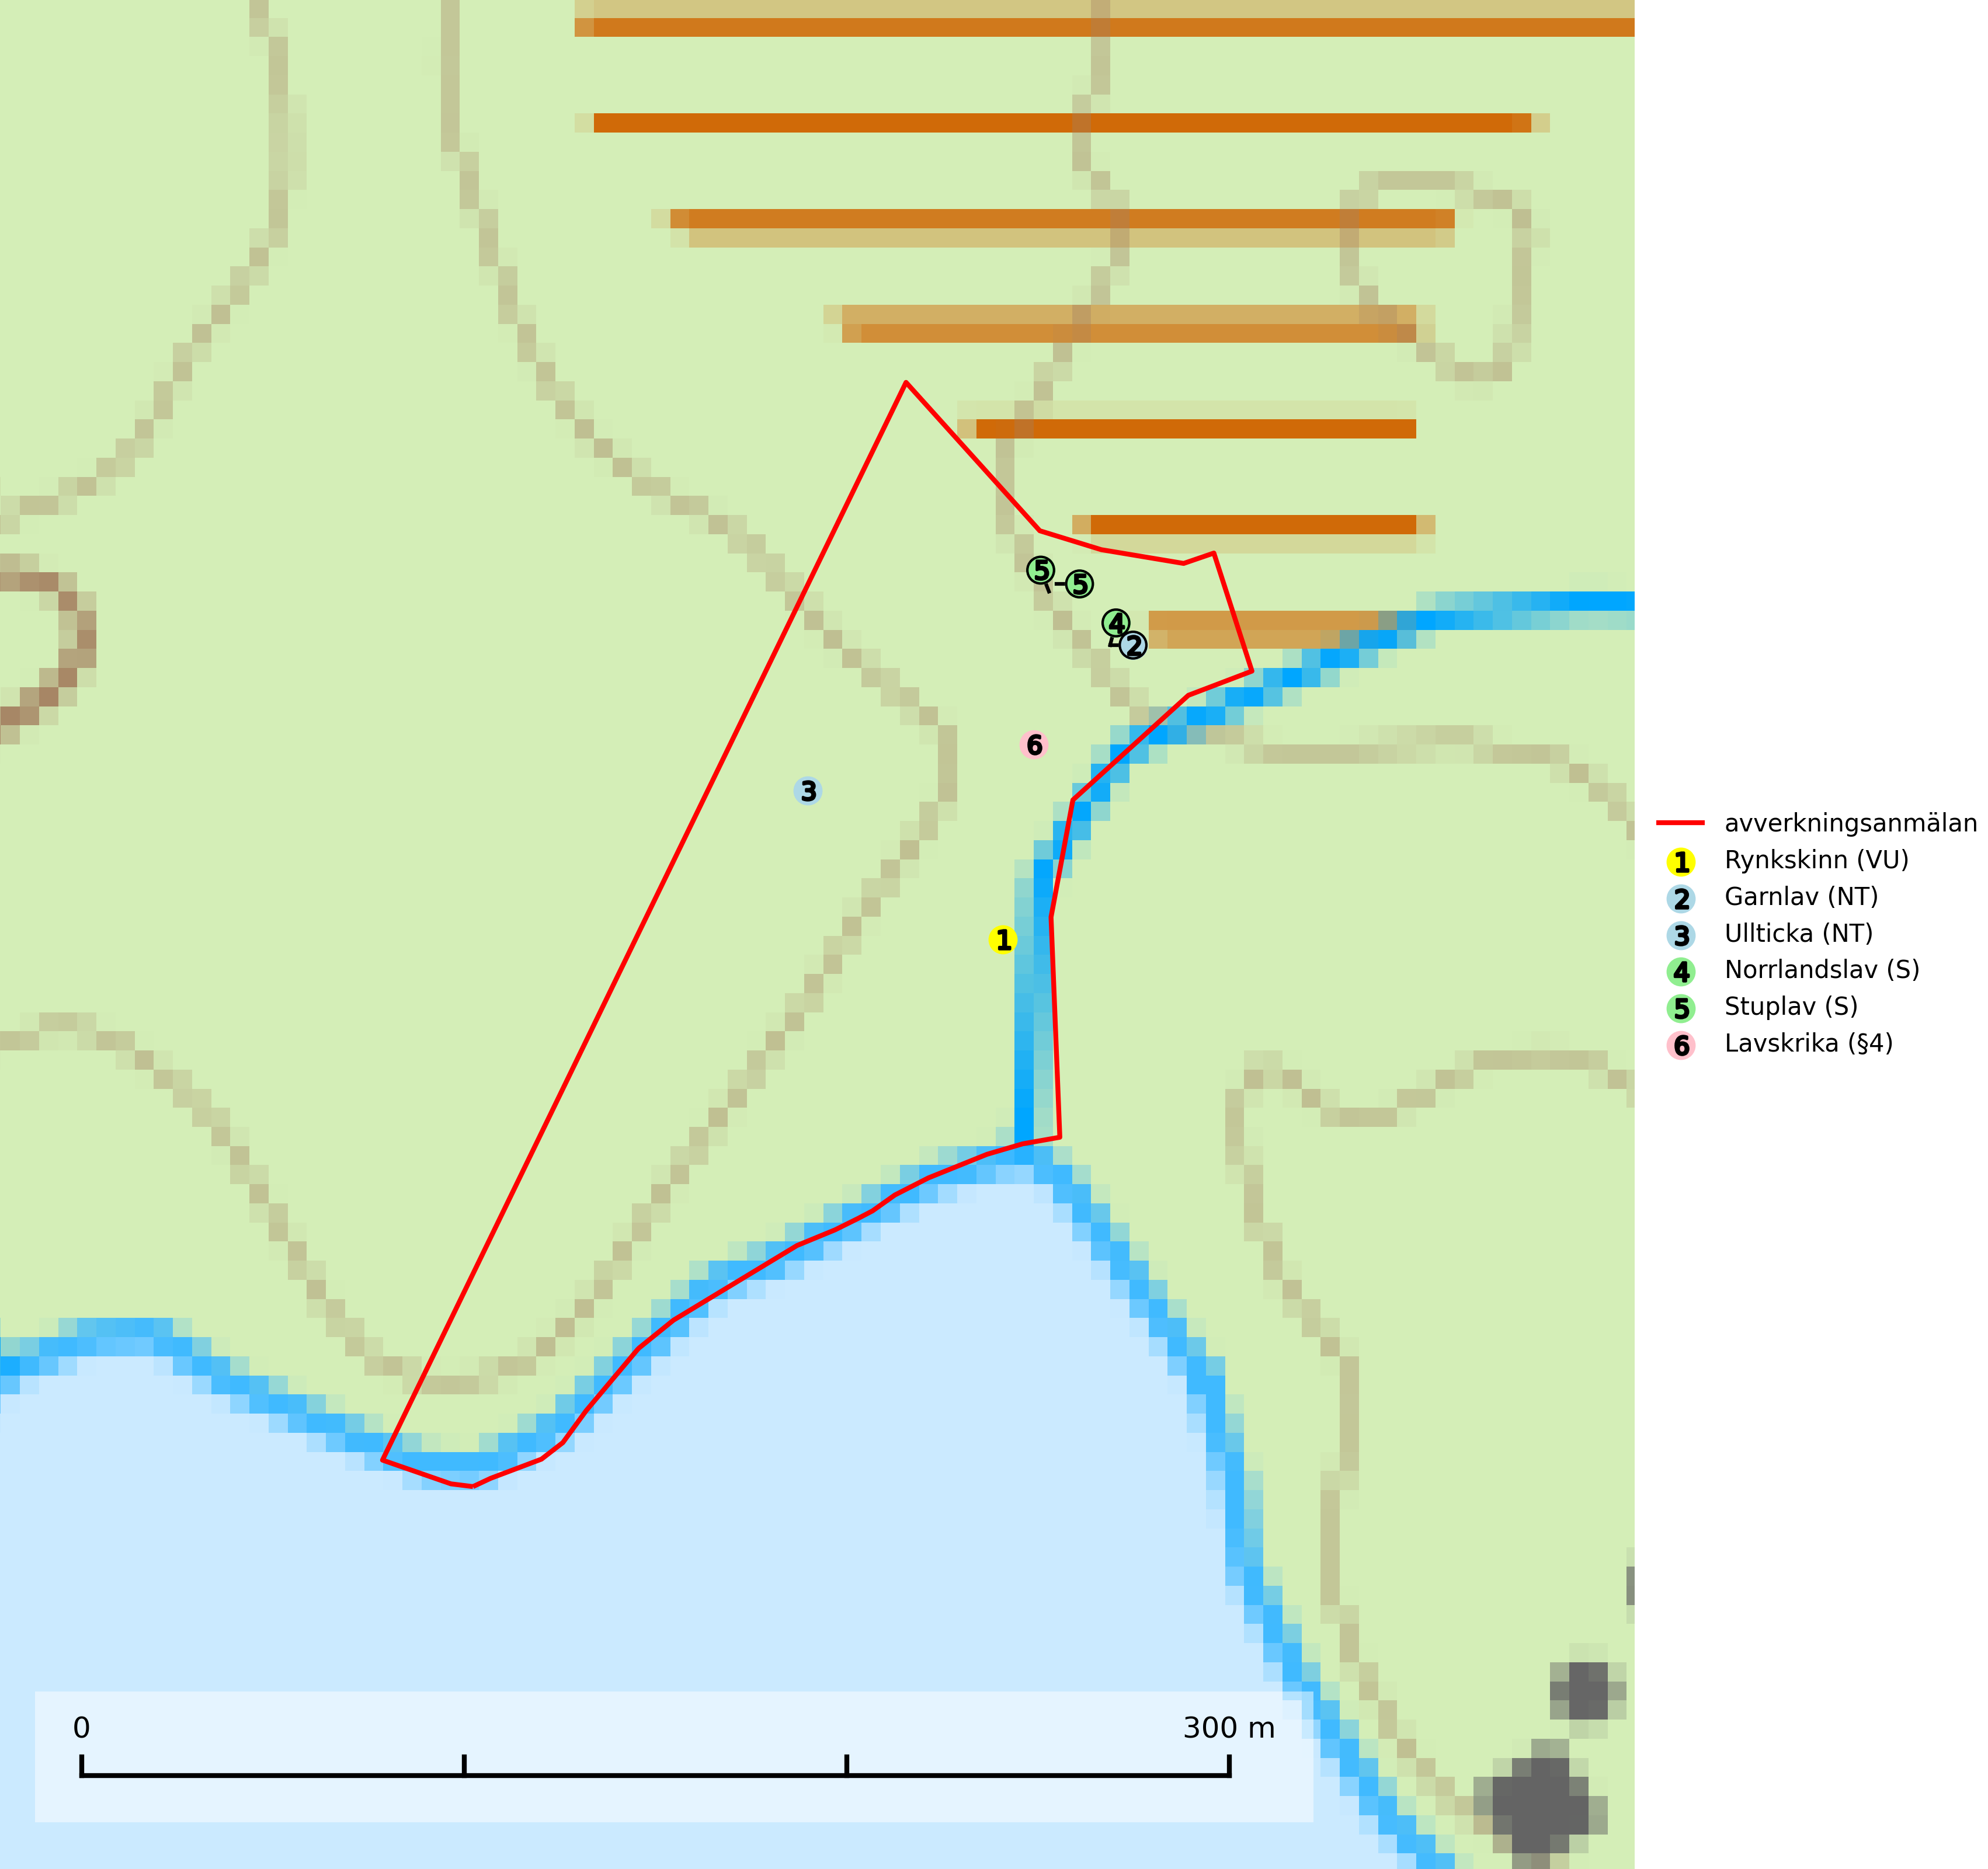 5
5
4
2
6
3
1
avverkningsanmälan
1 Rynkskinn (VU)
2 Garnlav (NT)
3 Ullticka (NT)
4 Norrlandslav (S)
5 Stuplav (S)
6 Lavskrika (§4)
0 300 m